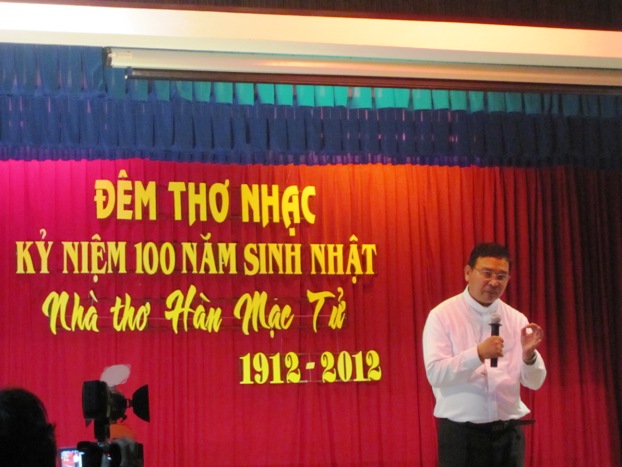 ĐÊM THƠ NHẠC
KỶ NIỆM 100 NĂM SINH NHẬT
Nhà thơ Hàn Mạc Tử
1912 - 2012